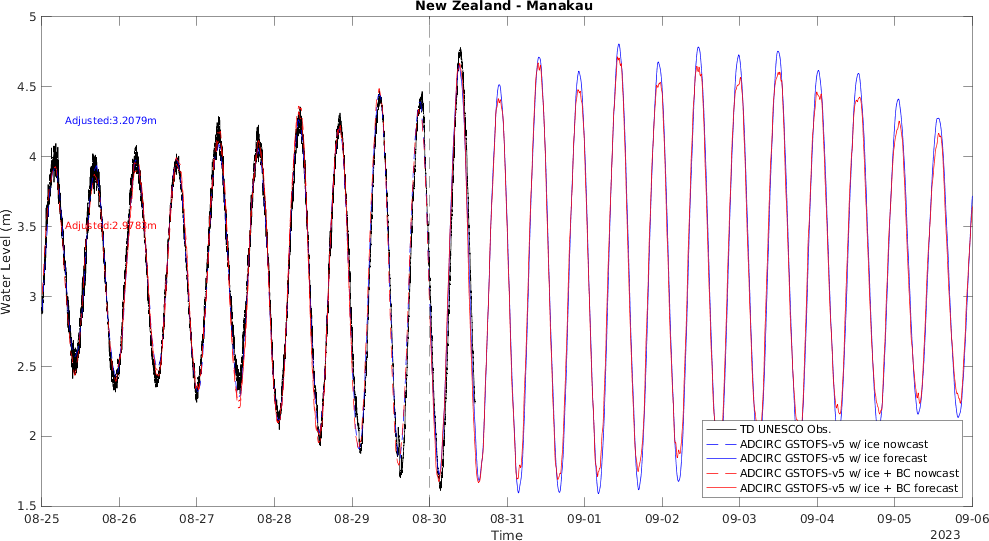 New Zealand - Manakau
5
4.5
4
3.5
3
2.5
2
1.5
Water Level (m)
Adjusted:3.2079m
Adjusted:2.9783m
TD UNESCO Obs.
ADCIRC GSTOFS-v5 w/ ice nowcast
ADCIRC GSTOFS-v5 w/ ice forecast
ADCIRC GSTOFS-v5 w/ ice + BC nowcast
ADCIRC GSTOFS-v5 w/ ice + BC forecast
08-25 08-26 08-27 08-28 08-29 08-30 08-31 09-01 09-02 09-03 09-04 09-05 09-06
Time
2023